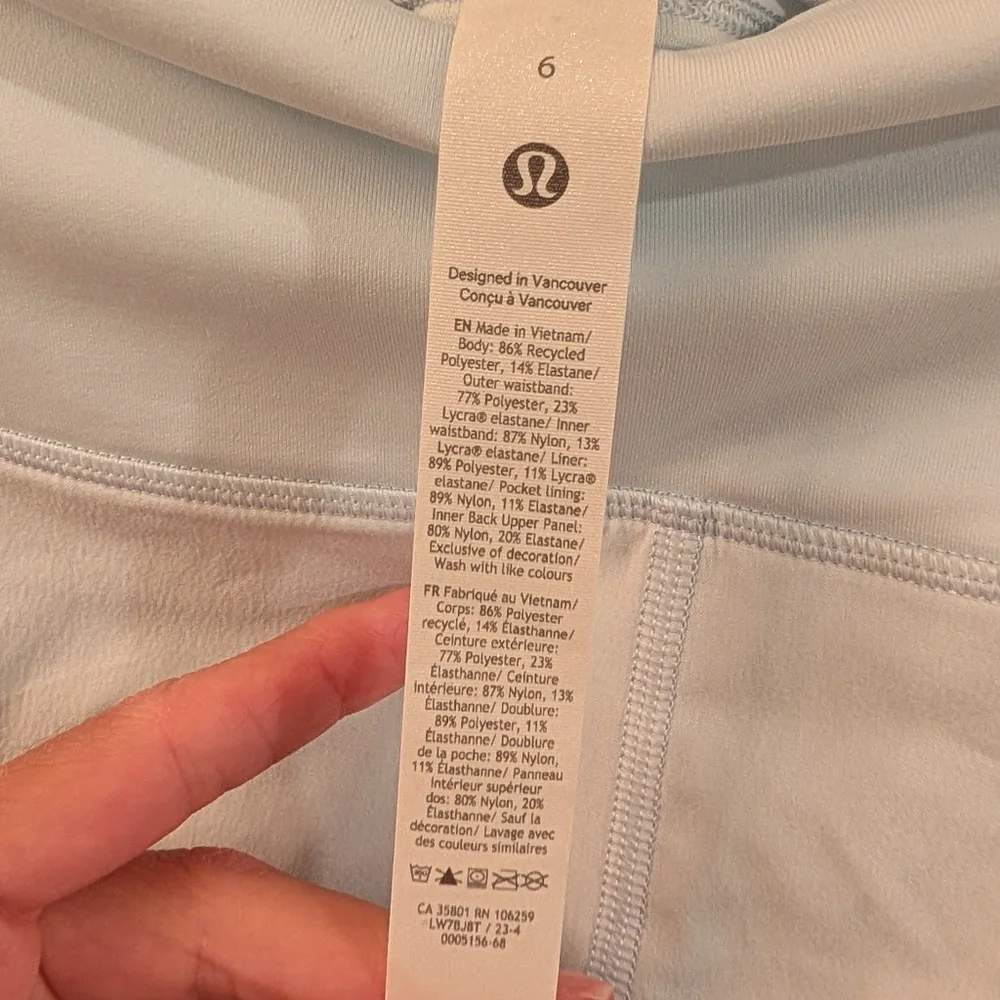 6
Designed in Vancouver
Conçu à Vancouver
EN Made in Vietnam/
Body: 86% Recycled
Polyester, 14% Elastane/
Outer waistband:
77% Polyester, 23%
Lycra® elastane/ Inner
waistband: 87% Nylon, 13%
Lycra® elastane/ Liner:
89% Polyester, 11% Lycra®
elastane/ Pocket lining:
89% Nylon, 11% Elastane/
Inner Back Upper Panel:
80% Nylon, 20% Elastane/
Exclusive of decoration/
Wash with like colours
FR Fabriqué au Vietnam/
Corps: 86% Polyester
recyclé, 14% Élasthanne/
Ceinture extérieure:
77% Polyester, 23%
Élasthanne/ Ceinture
intérieure: 87% Nylon, 13%
Élasthanne/ Doublure:
89% Polyester, 11%
Élasthanne/ Doublure
de la poche: 89% Nylon,
11% Élasthanne/ Panneau
intérieur supérieur
dos: 80% Nylon, 20%
Élasthanne/ Sauf la
décoration/ Lavage avec
des couleurs similaires
CA 35801 RN 106259
LW7BJ8T / 23-4
0005156-68